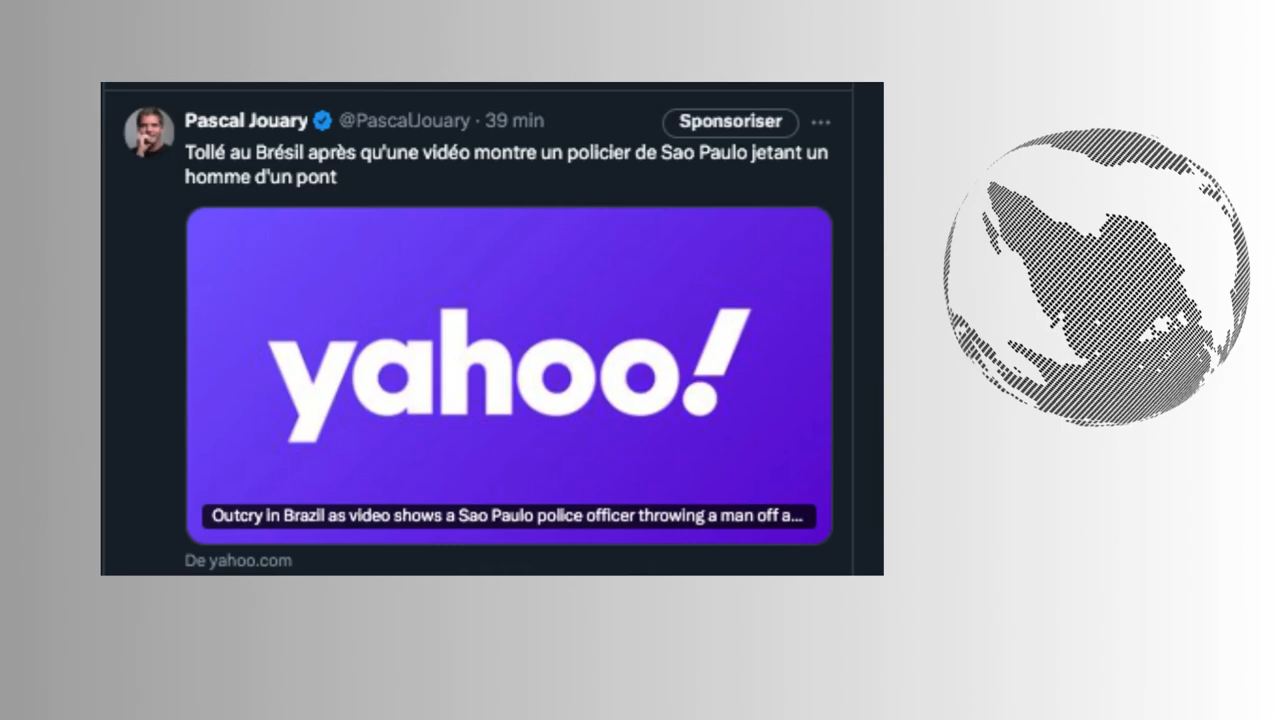 Pascal Jouary @PascalJouary · 39 min Sponsoriser ...
Tollé au Brésil après qu'une vidéo montre un policier de Sao Paulo jetant un
homme d'un pont
yahoo!
Outcry in Brazil as video shows a Sao Paulo police officer throwing a man off a...
De yahoo.com